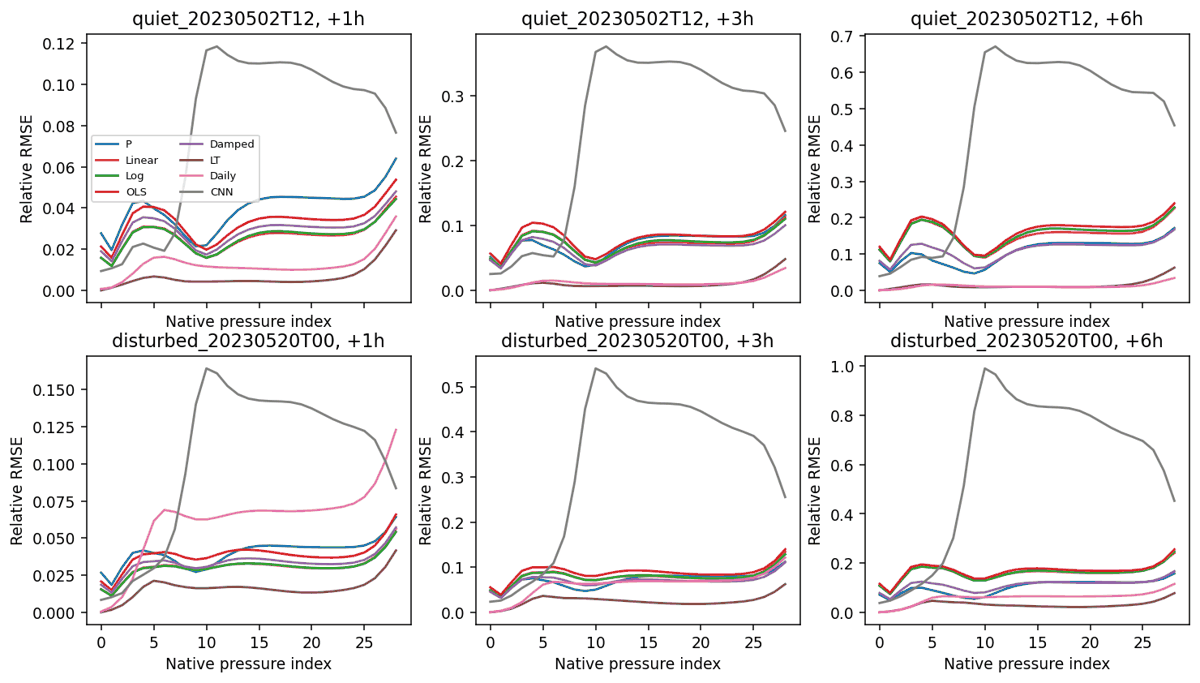 quiet_20230502T12, +1h
quiet_20230502T12, +3h
quiet_20230502T12, +6h
Relative RMSE
0.12
0.10
0.08
0.06
0.04
0.02
0.00
P
Linear
Log
OLS
Damped
LT
Daily
CNN
Native pressure index
Relative RMSE
0.3
0.2
0.1
0.0
Native pressure index
Relative RMSE
0.7
0.6
0.5
0.4
0.3
0.2
0.1
0.0
Native pressure index
disturbed_20230520T00, +1h
disturbed_20230520T00, +3h
disturbed_20230520T00, +6h
Relative RMSE
0.150
0.125
0.100
0.075
0.050
0.025
0.000
0 5 10 15 20 25
Native pressure index
Relative RMSE
0.5
0.4
0.3
0.2
0.1
0.0
0 5 10 15 20 25
Native pressure index
Relative RMSE
1.0
0.8
0.6
0.4
0.2
0.0
0 5 10 15 20 25
Native pressure index